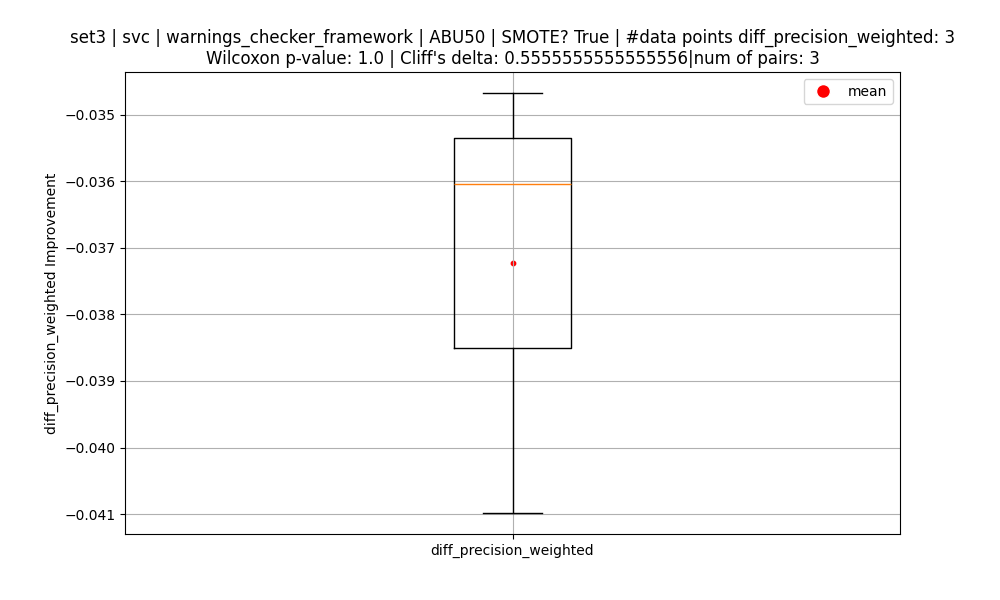 set3 | svc | warnings_checker_framework | ABU50 | SMOTE? True | #data points diff_precision_weighted: 3
Wilcoxon p-value: 1.0 | Cliff's delta: 0.5555555555555556|num of pairs: 3
mean
−0.035
−0.036
−0.037
−0.038
−0.039
−0.040
−0.041
diff_precision_weighted Improvement
diff_precision_weighted